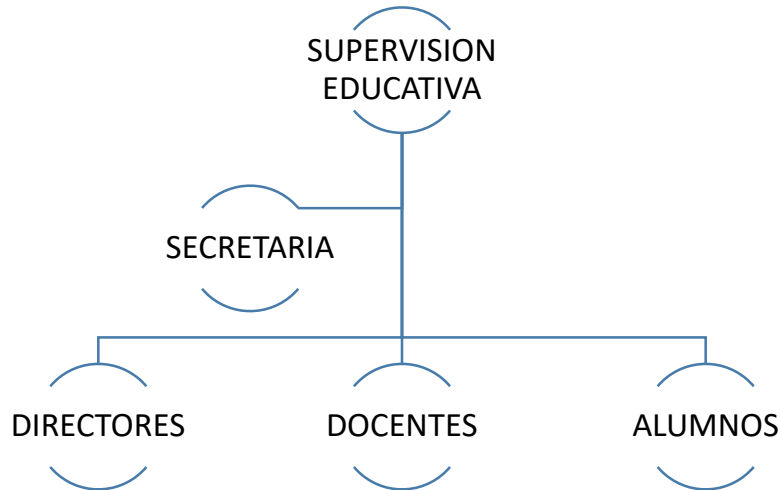 SUPERVISION
EDUCATIVA
SECRETARIA
DIRECTORES
DOCENTES
ALUMNOS